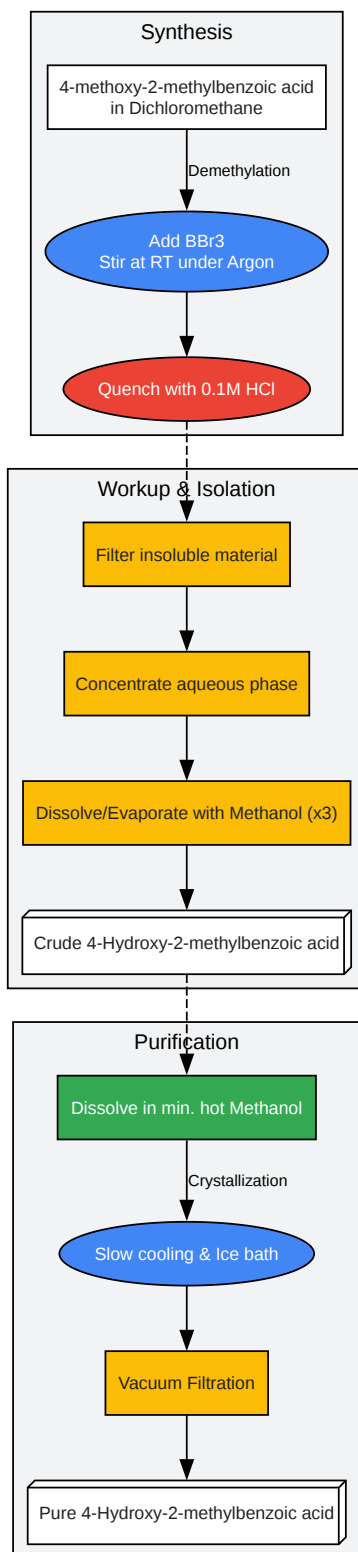 Synthesis
4-methoxy-2-methylbenzoic acid
in Dichloromethane
Demethylation
Add BBr3
Stir at RT under Argon
Quench with 0.1M HCl
Workup & Isolation
Filter insoluble material
Concentrate aqueous phase
Dissolve/Evaporate with Methanol (x3)
Crude 4-Hydroxy-2-methylbenzoic acid
Purification
Dissolve in min. hot Methanol
Crystallization
Slow cooling & Ice bath
Vacuum Filtration
Pure 4-Hydroxy-2-methylbenzoic acid